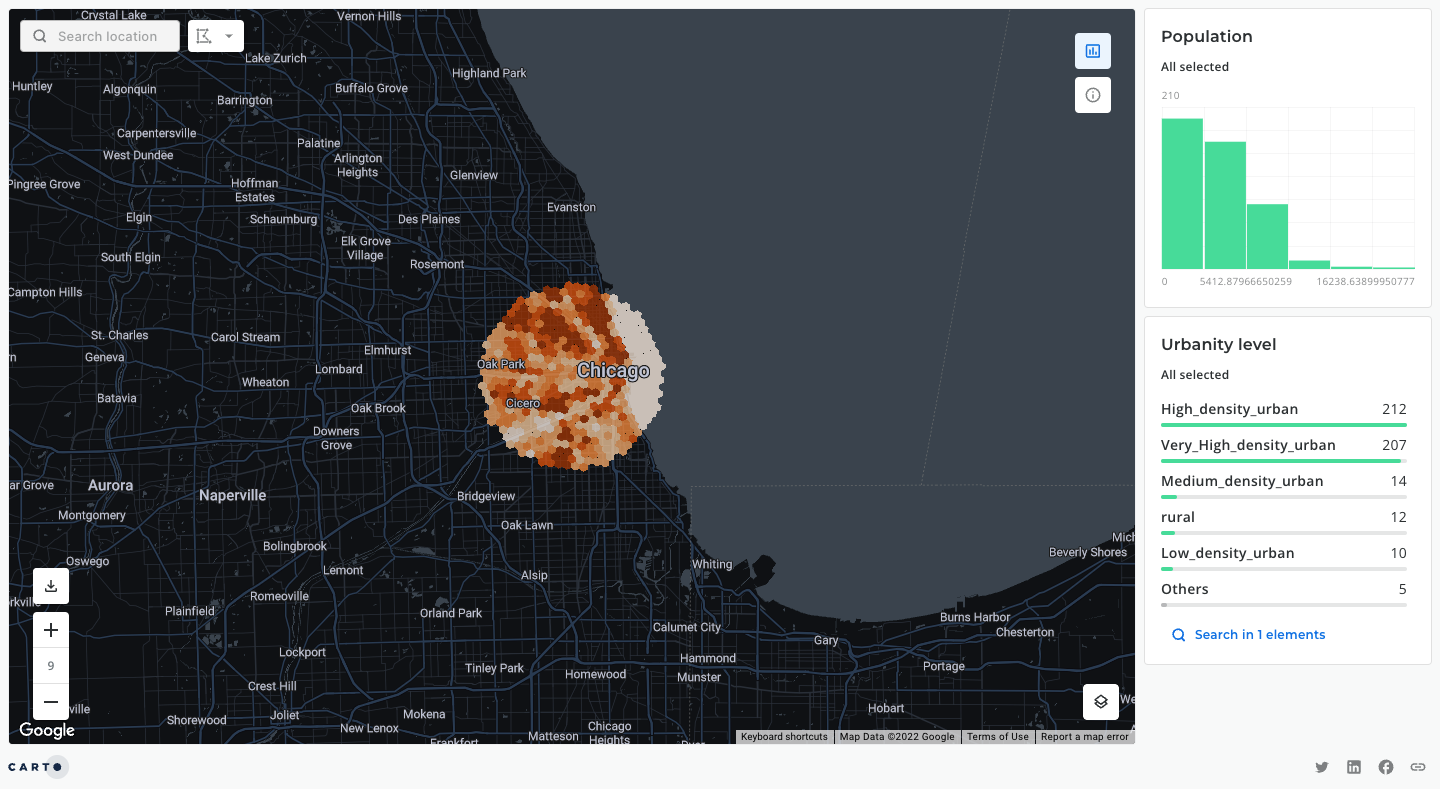 Crystal Lake
Vernon Hills
Search location
Lake Zurich
Highland Park
Huntley
Algonquin
Buffalo Grove
Barrington
Carpentersville
Palatine
West Dundee
Arlington
Heights
Glenview
Pingree Grove
Hoffman
Estates
Evanston
Elgin
Schaumburg
Des Plaines
Elk Grove
Village
South Elgin
Rosemont
Campton Hills
St. Charles
Carol Stream
Geneva
Elmhurst
Oak Park
Lombard
Chicago
Wheaton
Batavia
Oak Brook
Cicero
Downers
Grove
ar Grove
Aurora
Naperville
Bridgeview
Montgomery
Oak Lawn
Bolingbrook
Mich
Beverly Shores
Oswego
Lemont
Alsip
Whiting
Romeoville
rkville
Plainfield
Orland Park
Burns Harbor
Calumet City
Chesterton
Gary
Lockport
Hammond
Portage
9
Tinley Park
Homewood
Munster
Crest Hill
We
ville
Shorewood
Joliet
Mokena
Hobart
New Lenox
Chicago
Heights
Matteson
Frankfort
Dyer
Google
Keyboard shortcuts
Map Data ©2022 Google
Terms of Use
Report a map error
Population
All selected
210
0
5412.87966650259
16238.63899950777
Urbanity level
All selected
High_density_urban 212
Very_High_density_urban 207
Medium_density_urban 14
rural 12
Low_density_urban 10
Others 5
Search in 1 elements
CARTO